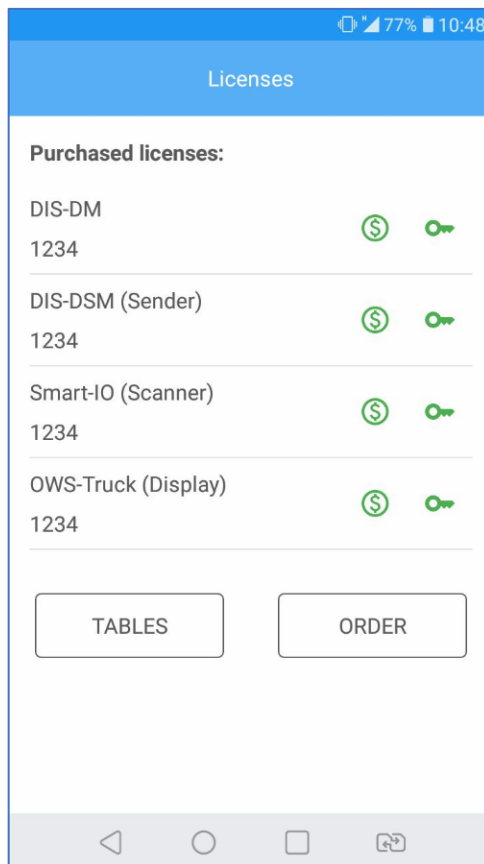 77% 10:48
Licenses
Purchased licenses:
DIS-DM
1234
DIS-DSM (Sender)
1234
Smart-IO (Scanner)
1234
OWS-Truck (Display)
1234
TABLES ORDER